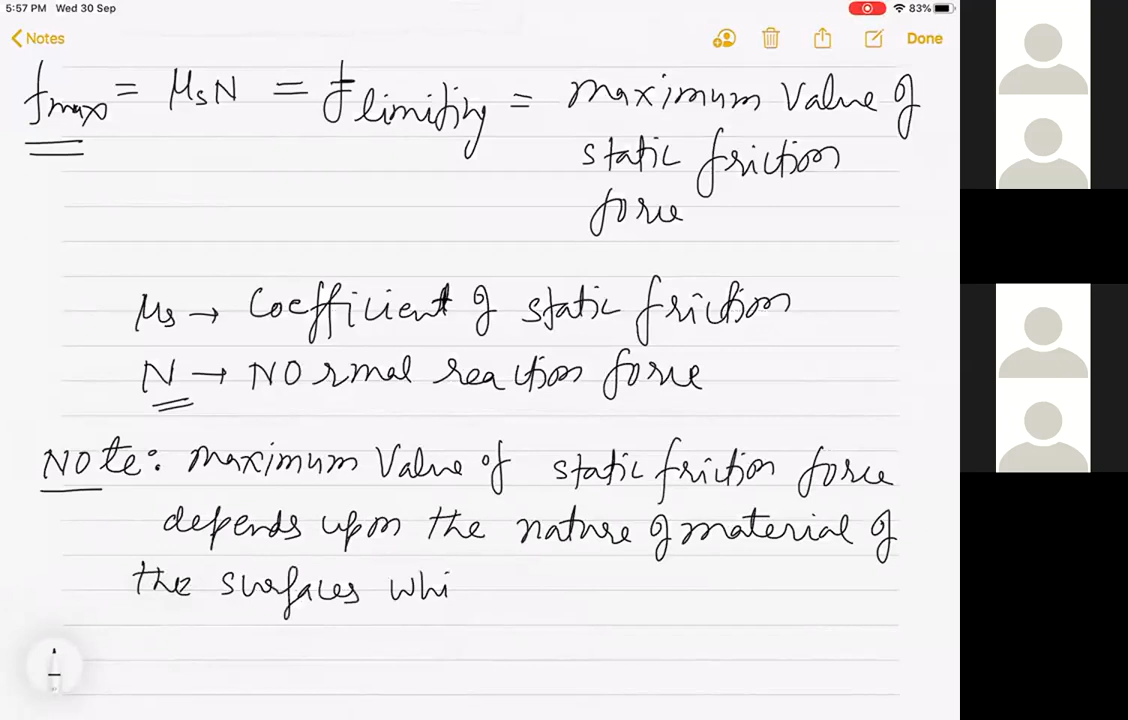 5:57 PM Wed 30 Sep
83%
Notes
Done
fmax = μsN = Flimiting = maximum value of
static friction
force
μs → Coefficient of static friction
N → NOrmal reaction force
NOte: maximum value of static friction force
depends upon the nature of material of
the surfaces whi